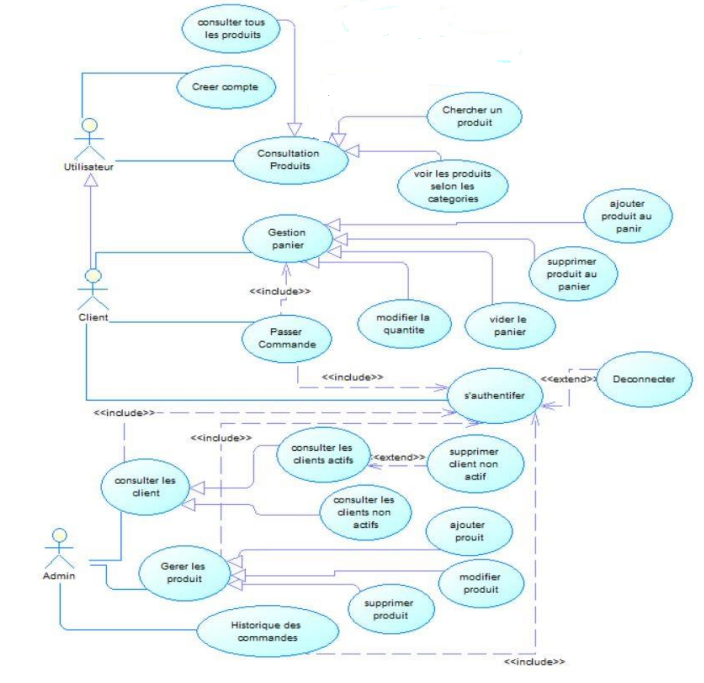 consulter tous
les produits
Creer compte
Chercher un
produit
Utilisateur
Consultation
Produits
voir les produits
selon les
categories
ajouter
produit au
panir
Gestion
panier
supprimer
produit au
panier
<<include>>
Client
modifier la
quantite
vider le
panier
Passer
Commande
<<include>>
s'authentifer
<<extend>>
Deconnecter
<<include>>
<<include>>
consulter les
clients actifs
<<extend>>
supprimer
client non
actif
consulter les
client
consulter les
clients non
actifs
ajouter
prouit
Admin
Gerer les
produit
modifier
produit
supprimer
produit
Historique des
commandes
<<include>>